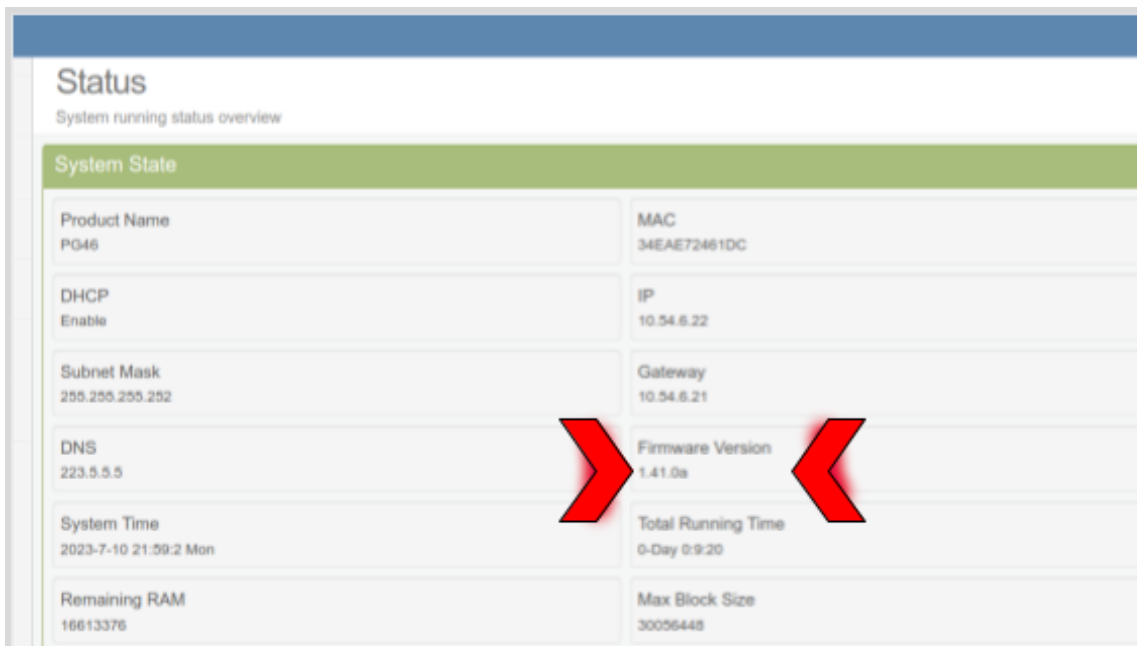 Status
System running status overview
System State
Product Name
PG46
MAC
34EAE72461DC
DHCP
Enable
IP
10.54.6.22
Subnet Mask
255.255.255.252
Gateway
10.54.6.21
DNS
223.5.5.5
Firmware Version
1.41.0a
System Time
2023-7-10 21:59:2 Mon
Total Running Time
0-Day 0:9:20
Remaining RAM
16613376
Max Block Size
30056448